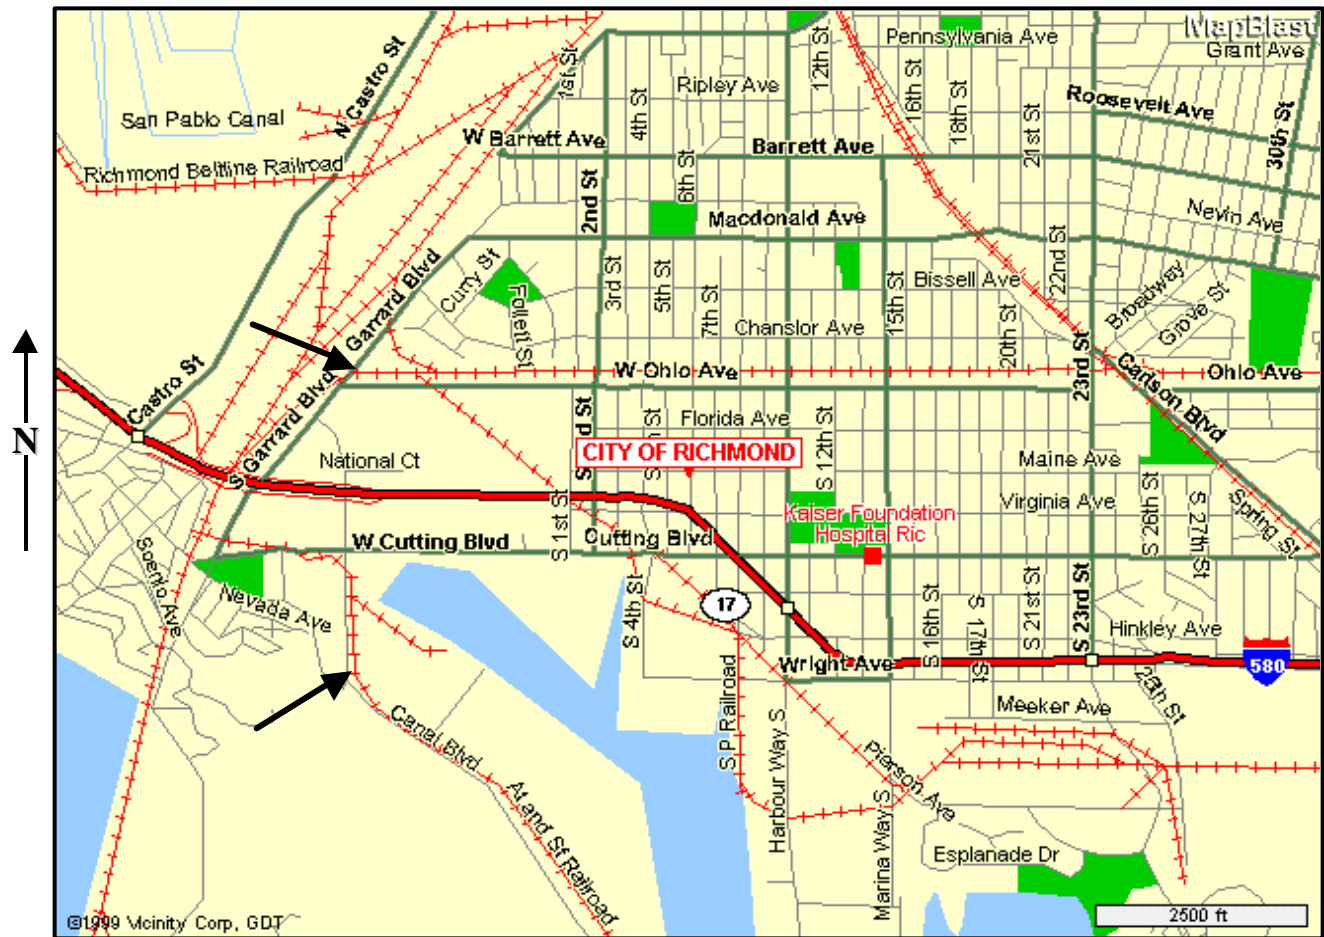 MapBlast
Pennsylvania Ave
Grant Ave
N Castro St
1st St
12th St
Ripley Ave
16th St
18th St
21st St
Roosevelt Ave
30th St
San Pablo Canal
4th St
W Barrett Ave
Barrett Ave
Richmond Beltline Railroad
6th St
2nd St
Macdonald Ave
Nevin Ave
Garrard Blvd
Curry St
Follett St
3rd St
5th St
7th St
15th St
Bissell Ave
22nd St
Broadway
Grove St
Chanslor Ave
20th St
23rd St
Castro St
W Ohio Ave
Ohio Ave
Carlson Blvd
N
S Garrard Blvd
Florida Ave
S 12th St
CITY OF RICHMOND
National Ct
Maine Ave
Virginia Ave
S 26th St
S 27th St
Spring St
S 1st St
Kaiser Foundation
Hospital Ric
W Cutting Blvd
Cutting Blvd
Nevada Ave
S 4th St
17
S 16th St
S 17th St
S 21st St
S 23rd St
Hinkley Ave
Wright Ave
580
25th St
Meeker Ave
Canal Blvd
S P Railroad
Harbour Way S
Pierson Ave
Marina Way S
At and Sf Railroad
Esplanade Dr
©1999 Vicinity Corp, GDT
2500 ft